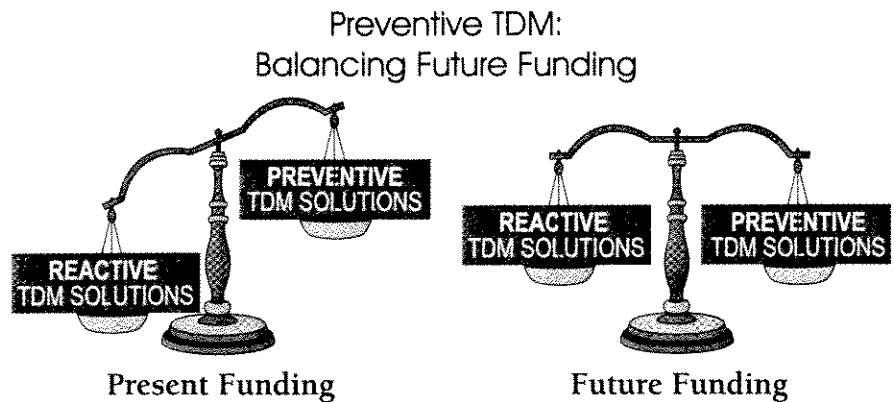 Preventive TDM:
Balancing Future Funding
PREVENTIVE
TDM SOLUTIONS
REACTIVE
TDM SOLUTIONS
Present Funding
REACTIVE
TDM SOLUTIONS
PREVENTIVE
TDM SOLUTIONS
Future Funding